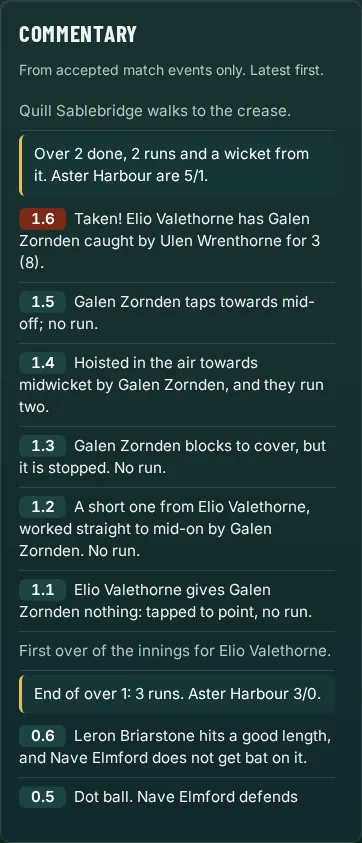 COMMENTARY
From accepted match events only. Latest first.
Quill Sablebridge walks to the crease.
Over 2 done, 2 runs and a wicket from
it. Aster Harbour are 5/1.
1.6 Taken! Elio Valethorne has Galen
Zornden caught by Ulen Wrenthorne for 3
(8).
1.5 Galen Zornden taps towards mid-
off; no run.
1.4 Hoisted in the air towards
midwicket by Galen Zornden, and they run
two.
1.3 Galen Zornden blocks to cover, but
it is stopped. No run.
1.2 A short one from Elio Valethorne,
worked straight to mid-on by Galen
Zornden. No run.
1.1 Elio Valethorne gives Galen
Zornden nothing: tapped to point, no run.
First over of the innings for Elio Valethorne.
End of over 1: 3 runs. Aster Harbour 3/0.
0.6 Leron Briarstone hits a good length,
and Nave Elmford does not get bat on it.
0.5 Dot ball. Nave Elmford defends